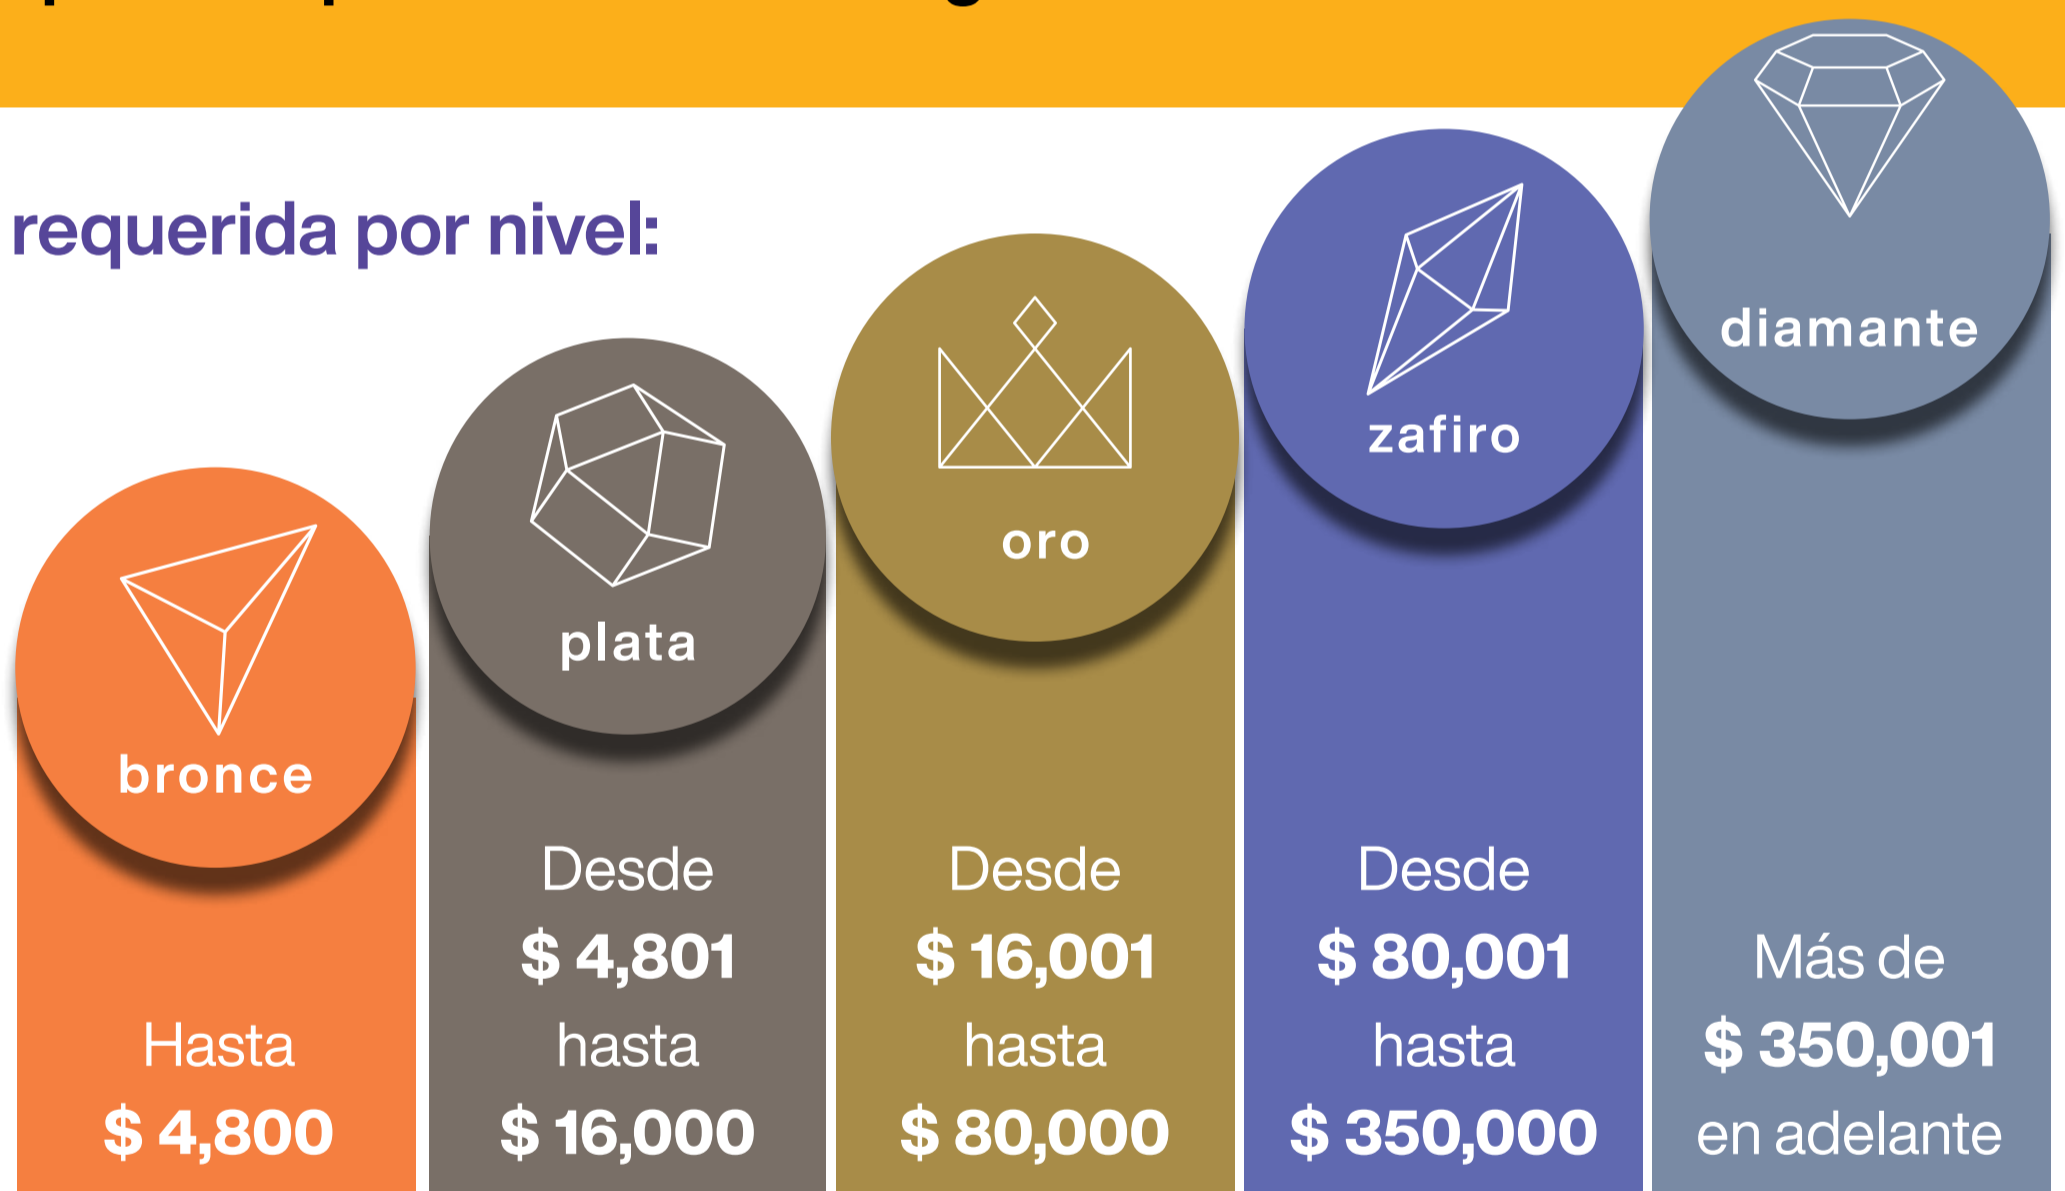 requerida por nivel:
bronce
Hasta
$ 4,800
plata
Desde
$ 4,801
hasta
$ 16,000
oro
Desde
$ 16,001
hasta
$ 80,000
zafiro
Desde
$ 80,001
hasta
$ 350,000
diamante
Más de
$ 350,001
en adelante